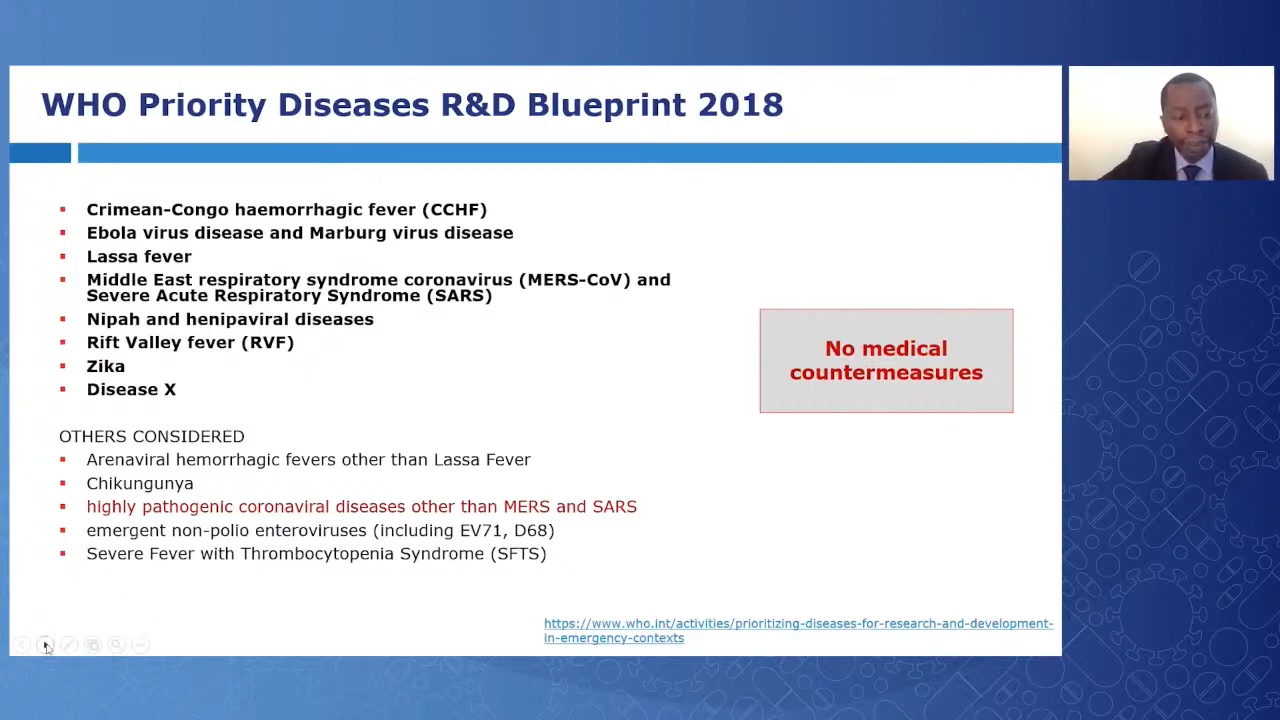 WHO Priority Diseases R&D Blueprint 2018
Crimean-Congo haemorrhagic fever (CCHF)
Ebola virus disease and Marburg virus disease
Lassa fever
Middle East respiratory syndrome coronavirus (MERS-CoV) and
Severe Acute Respiratory Syndrome (SARS)
Nipah and henipaviral diseases
Rift Valley fever (RVF)
Zika
Disease X
No medical
countermeasures
OTHERS CONSIDERED
Arenaviral hemorrhagic fevers other than Lassa Fever
Chikungunya
highly pathogenic coronaviral diseases other than MERS and SARS
emergent non-polio enteroviruses (including EV71, D68)
Severe Fever with Thrombocytopenia Syndrome (SFTS)
https://www.who.int/activities/prioritizing-diseases-for-research-and-development-
in-emergency-contexts